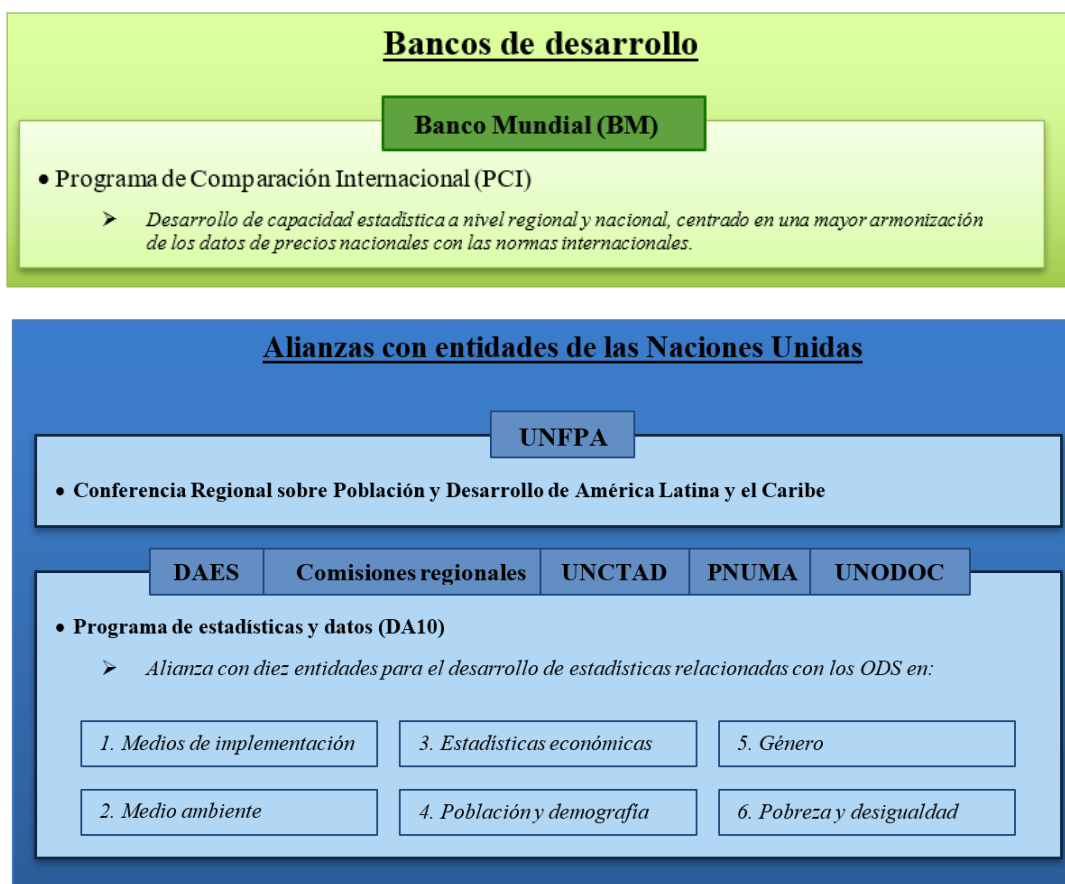 Bancos de desarrollo
Banco Mundial (BM)
• Programa de Comparación Internacional (PCI)
➢ Desarrollo de capacidad estadística a nivel regional y nacional, centrado en una mayor armonización
de los datos de precios nacionales con las normas internacionales.
Alianzas con entidades de las Naciones Unidas
UNFPA
• Conferencia Regional sobre Población y Desarrollo de América Latina y el Caribe
DAES Comisiones regionales UNCTAD PNUMA UNODOC
• Programa de estadísticas y datos (DA10)
➢ Alianza con diez entidades para el desarrollo de estadísticas relacionadas con los ODS en:
1. Medios de implementación 3. Estadísticas económicas 5. Género
2. Medio ambiente 4. Población y demografía 6. Pobreza y desigualdad